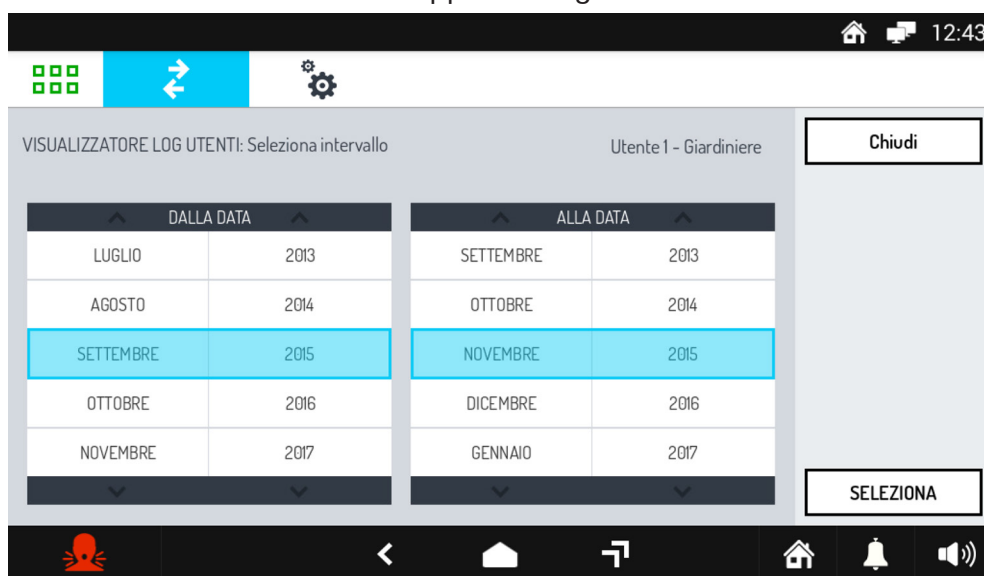 12:43
VISUALIZZATORE LOG UTENTI: Seleziona intervallo
Utente 1 - Giardiniere
Chiudi
DALLA DATA
ALLA DATA
LUGLIO 2013 SETTEMBRE 2013
AGOSTO 2014 OTTOBRE 2014
SETTEMBRE 2015 NOVEMBRE 2015
OTTOBRE 2016 DICEMBRE 2016
NOVEMBRE 2017 GENNAIO 2017
SELEZIONA